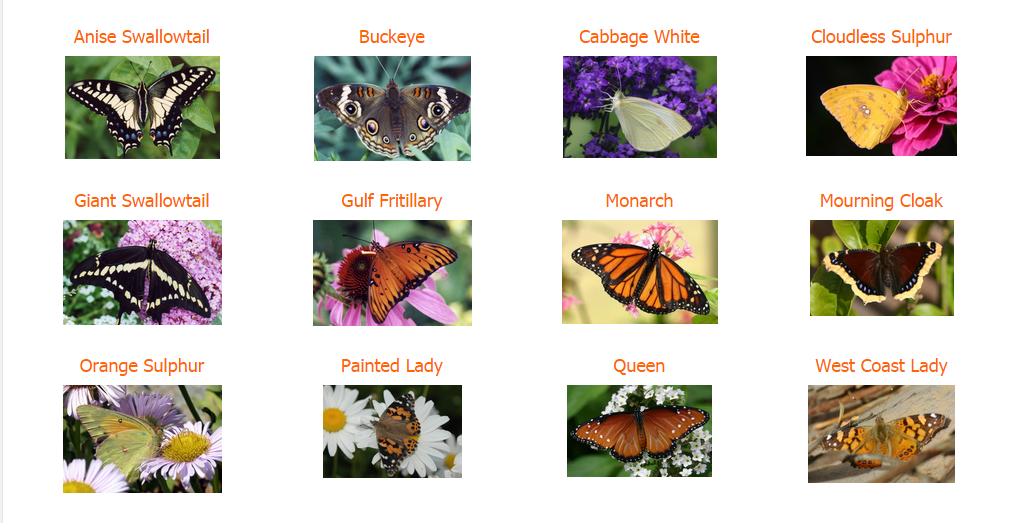 Anise Swallowtail
Buckeye
Cabbage White
Cloudless Sulphur
Giant Swallowtail
Gulf Fritillary
Monarch
Mourning Cloak
Orange Sulphur
Painted Lady
Queen
West Coast Lady